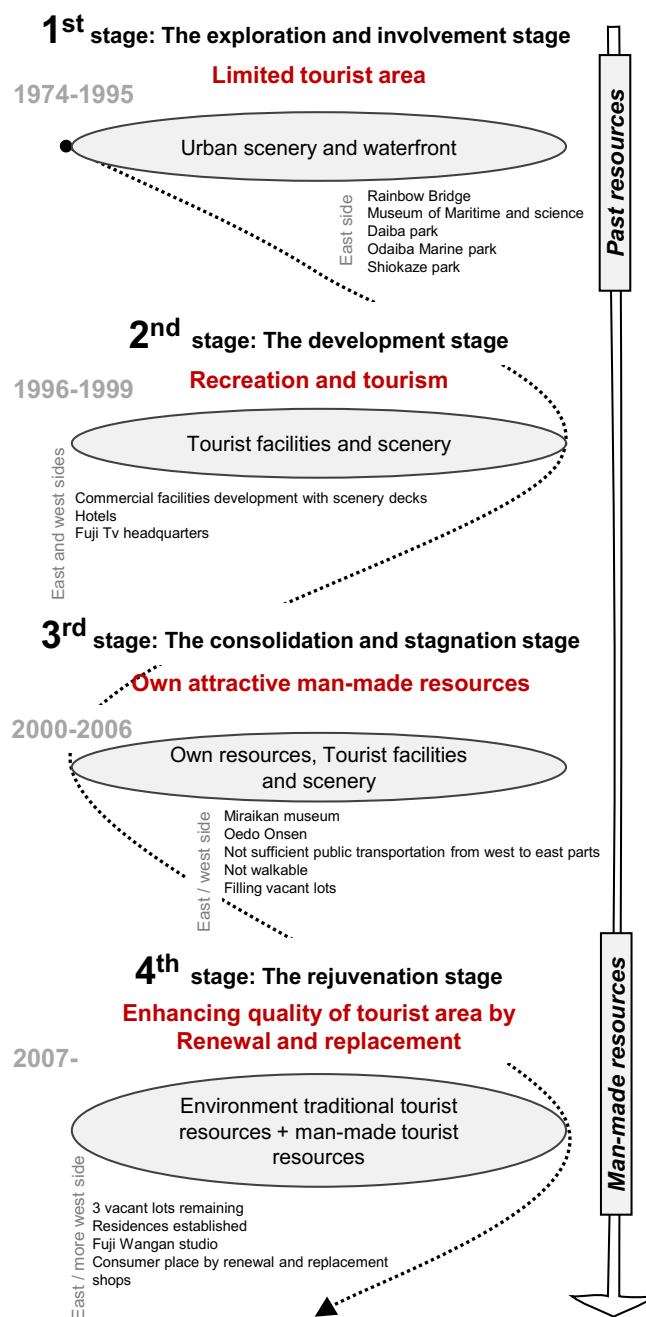 1st stage: The exploration and involvement stage
Limited tourist area
1974-1995
Urban scenery and waterfront
East side
Rainbow Bridge
Museum of Maritime and science
Daiba park
Odaiba Marine park
Shiokaze park
Past resources
2nd stage: The development stage
Recreation and tourism
1996-1999
Tourist facilities and scenery
East and west sides
Commercial facilities development with scenery decks
Hotels
Fuji Tv headquarters
3rd stage: The consolidation and stagnation stage
Own attractive man-made resources
2000-2006
Own resources, Tourist facilities
and scenery
East / west side
Miraikan museum
Oedo Onsen
Not sufficient public transportation from west to east parts
Not walkable
Filling vacant lots
4th stage: The rejuvenation stage
Enhancing quality of tourist area by
Renewal and replacement
2007-
Environment traditional tourist
resources + man-made tourist
resources
Man-made resources
East / more west side
3 vacant lots remaining
Residences established
Fuji Wangan studio
Consumer place by renewal and replacement
shops